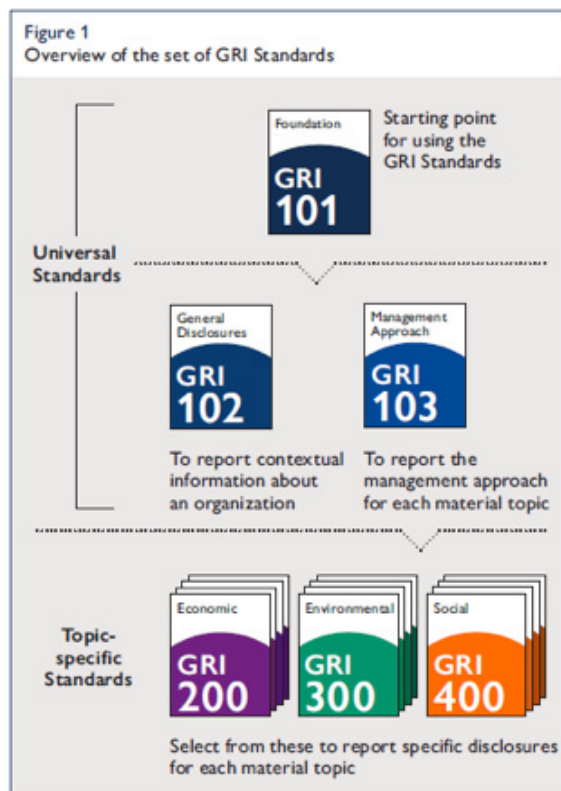 Figure 1
Overview of the set of GRI Standards
Foundation
GRI
101
Starting point
for using the
GRI Standards
Universal
Standards
General
Disclosures
GRI
102
Management
Approach
GRI
103
To report contextual
information about
an organization
To report the
management approach
for each material topic
Topic-
specific
Standards
Economic
GRI
200
Environmental
GRI
300
Social
GRI
400
Select from these to report specific disclosures
for each material topic